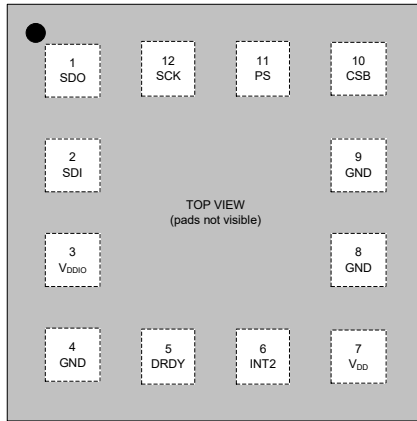 1
SDO
12
SCK
11
PS
10
CSB
2
SDI
9
GND
TOP VIEW
(pads not visible)
3
VDDIO
8
GND
4
GND
5
DRDY
6
INT2
7
VDD